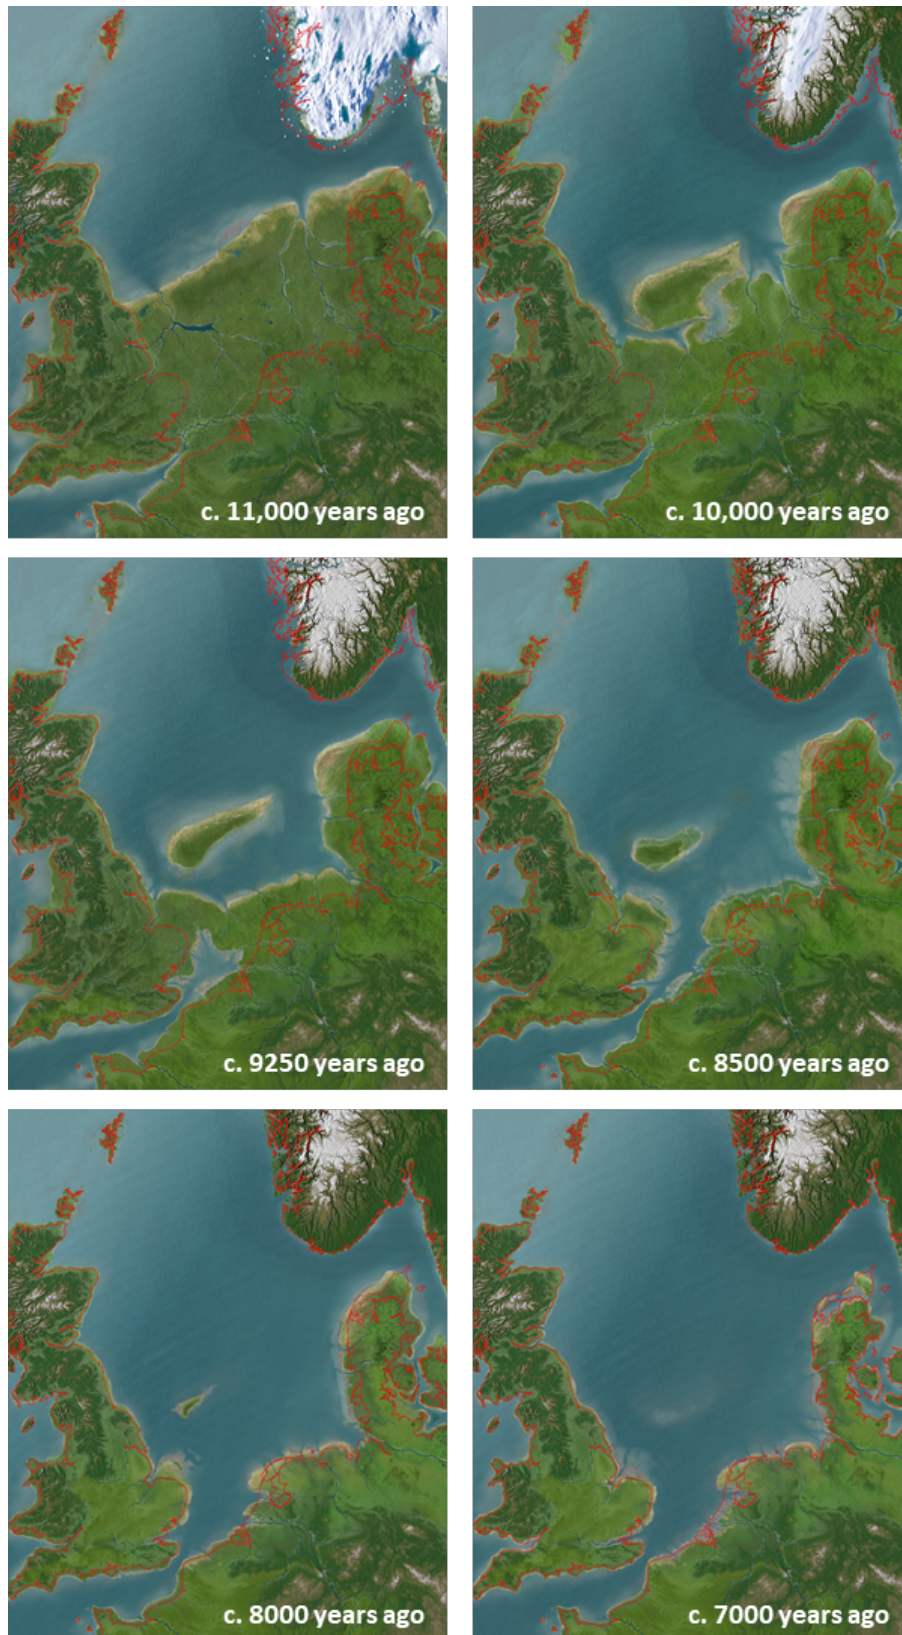 c. 11,000 years ago
c. 10,000 years ago
c. 9250 years ago
c. 8500 years ago
c. 8000 years ago
c. 7000 years ago